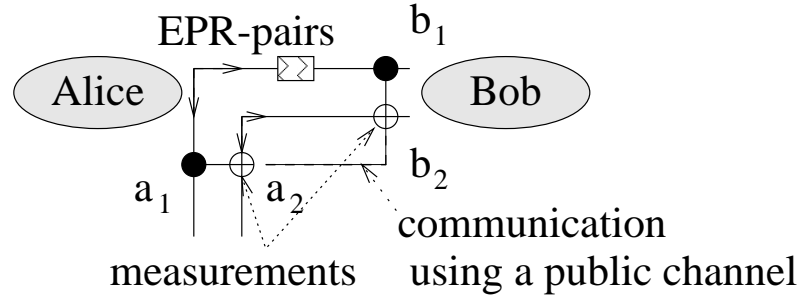 EPR-pairs
b1
Alice
Bob
b2
a1
a2
communication
measurements
using a public channel